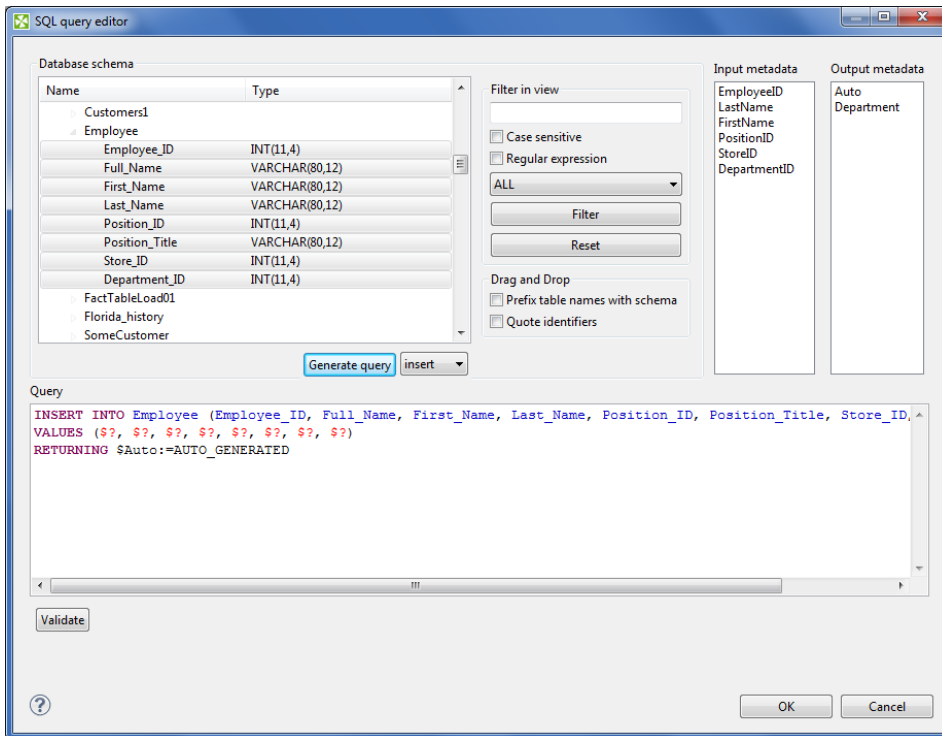 SQL query editor
Database schema
Name Type
Customers1
Employee
Employee_ID INT(11,4)
Full_Name VARCHAR(80,12)
First_Name VARCHAR(80,12)
Last_Name VARCHAR(80,12)
Position_ID INT(11,4)
Position_Title VARCHAR(80,12)
Store_ID INT(11,4)
Department_ID INT(11,4)
FactTableLoad01
Florida_history
SomeCustomer
Generate query insert
Filter in view
Case sensitive
Regular expression
ALL
Filter
Reset
Drag and Drop
Prefix table names with schema
Quote identifiers
Input metadata
EmployeeID
LastName
FirstName
PositionID
StoreID
DepartmentID
Output metadata
Auto
Department
Query
INSERT INTO Employee (Employee_ID, Full_Name, First_Name, Last_Name, Position_ID, Position_Title, Store_ID,
VALUES ($?, $?, $?, $?, $?, $?, $?, $?)
RETURNING $Auto:=AUTO_GENERATED
Validate
?
OK Cancel